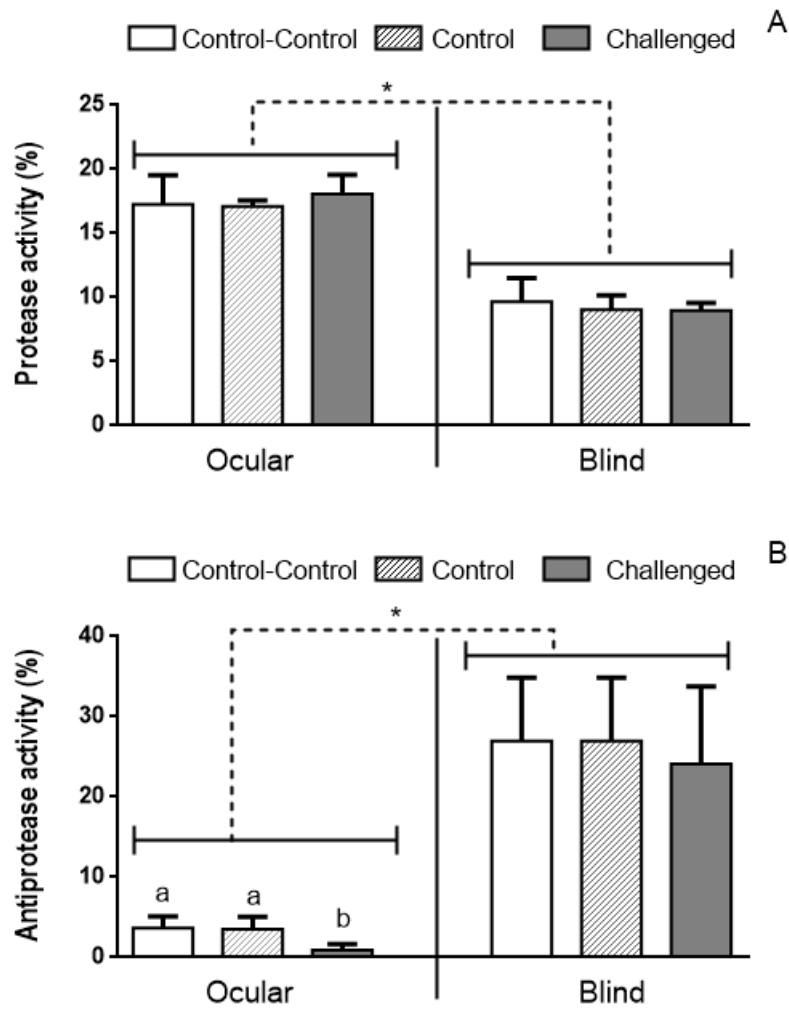 A
Control-Control Control Challenged
*
25
20
15
10
5
0
Protease activity (%)
Ocular Blind
B
Control-Control Control Challenged
*
40
30
20
10
0
Antiprotease activity (%)
a a b
Ocular Blind